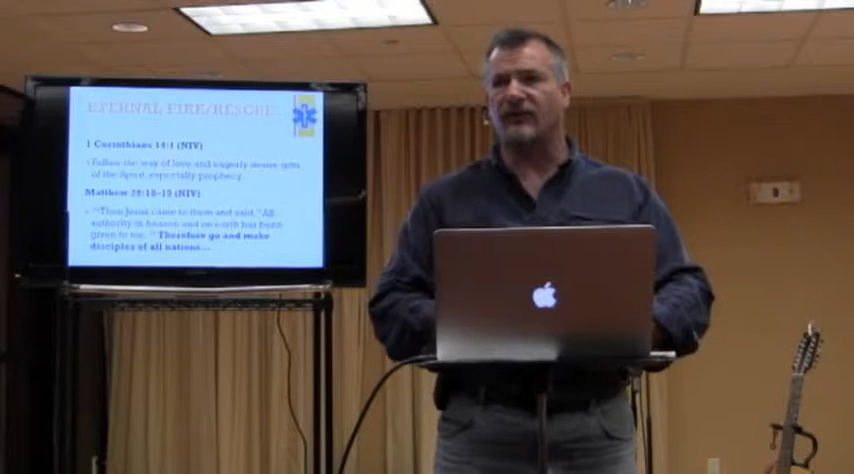 ETERNAL FIRE/RESCUE
1 Corinthians 14:1 (NIV)
Follow the way of love and eagerly desire gifts
of the Spirit, especially prophecy.
Matthew 28:18-19 (NIV)
Then Jesus came to them and said, "All
authority in heaven and on earth has been
given to me. Therefore go and make
disciples of all nations...